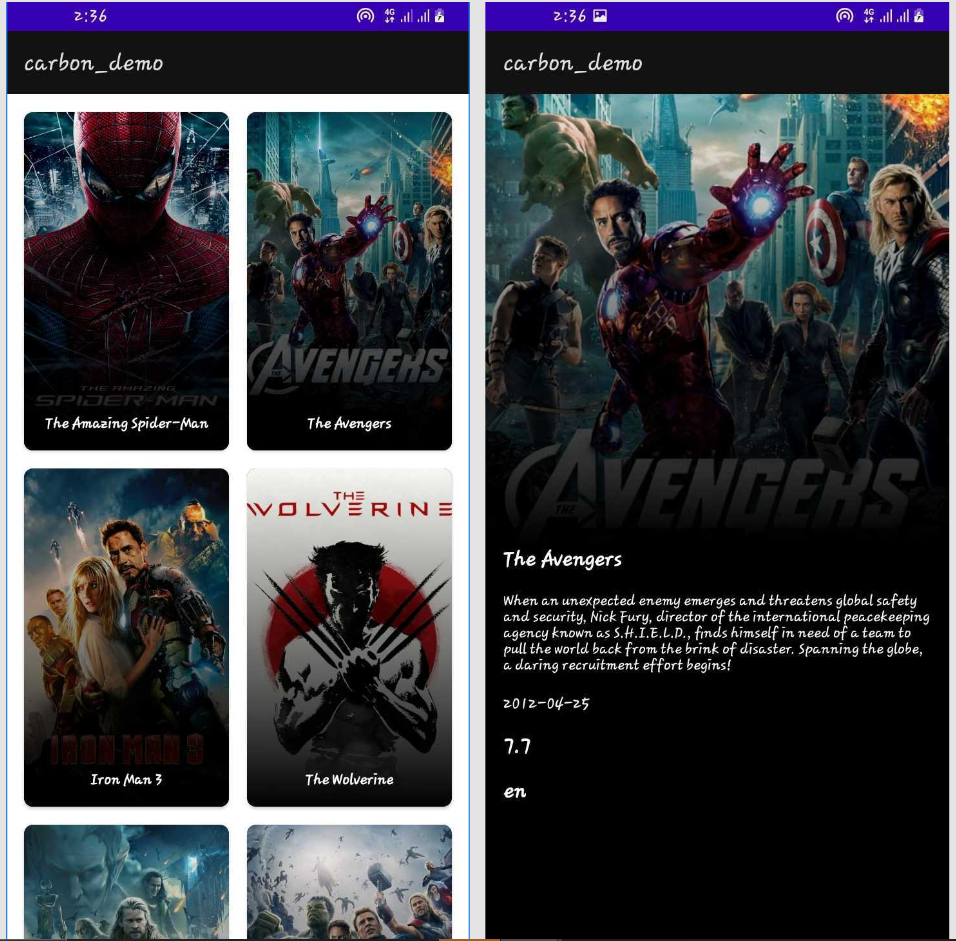 2:36
4G
carbon_demo
THE AMAZING
SPIDER-MAN
The Amazing Spider-Man
THE
AVENGERS
The Avengers
IRON MAN 3
Iron Man 3
THE
WOLVERINE
The Wolverine
2:36
4G
carbon_demo
THE
AVENGERS
The Avengers
When an unexpected enemy emerges and threatens global safety
and security, Nick Fury, director of the international peacekeeping
agency known as S.H.I.E.L.D., finds himself in need of a team to
pull the world back from the brink of disaster. Spanning the globe,
a daring recruitment effort begins!
2012-04-25
7.7
en